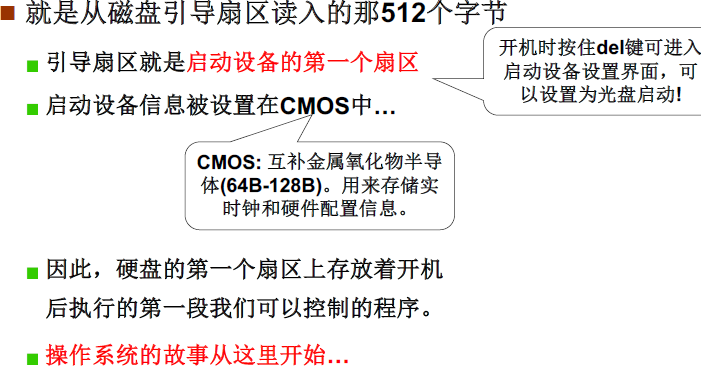 就是从磁盘引导扇区读入的那512个字节
引导扇区就是启动设备的第一个扇区
开机时按住del键可进入
启动设备设置界面，可
以设置为光盘启动!
启动设备信息被设置在CMOS中…
CMOS: 互补金属氧化物半导
体(64B-128B)。用来存储实
时钟和硬件配置信息。
因此，硬盘的第一个扇区上存放着开机
后执行的第一段我们可以控制的程序。
操作系统的故事从这里开始…